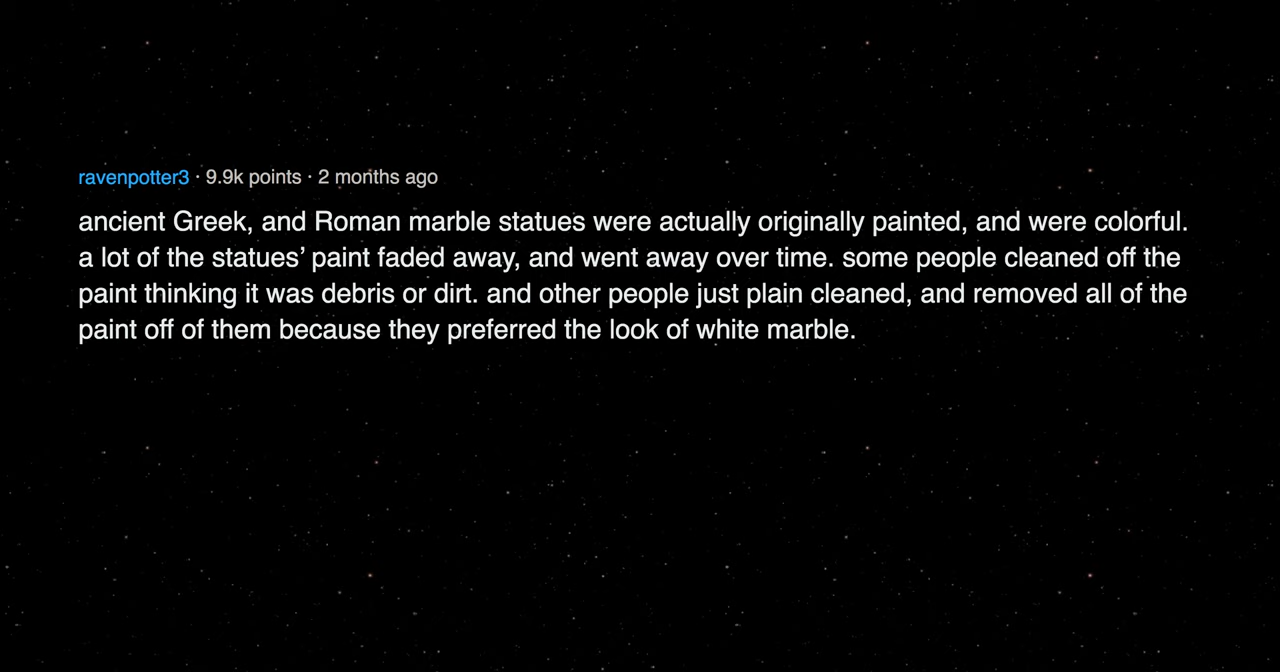 ravenpotter3 · 9.9k points · 2 months ago
ancient Greek, and Roman marble statues were actually originally painted, and were colorful.
a lot of the statues’ paint faded away, and went away over time. some people cleaned off the
paint thinking it was debris or dirt. and other people just plain cleaned, and removed all of the
paint off of them because they preferred the look of white marble.